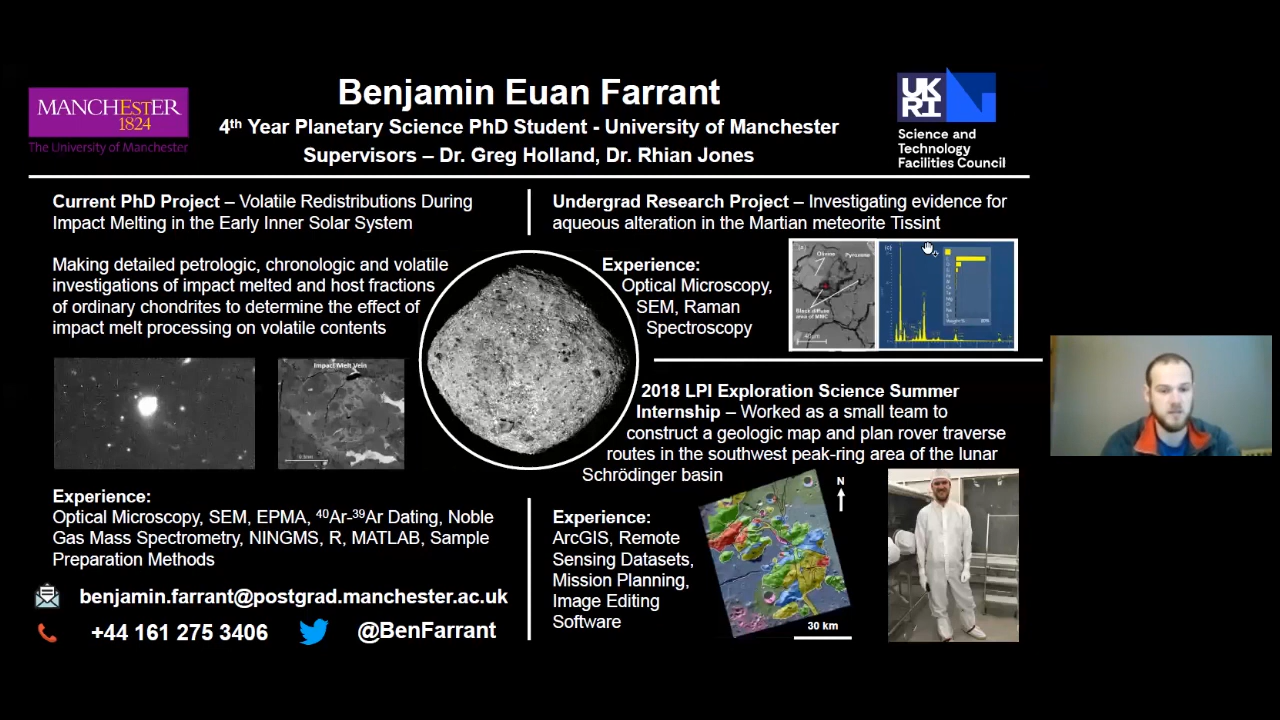 Benjamin Euan Farrant
4th Year Planetary Science PhD Student - University of Manchester
Supervisors – Dr. Greg Holland, Dr. Rhian Jones
MANCHESTER
1824
The University of Manchester
UK
RI
Science and
Technology
Facilities Council
Current PhD Project – Volatile Redistributions During
Impact Melting in the Early Inner Solar System
Making detailed petrologic, chronologic and volatile
investigations of impact melted and host fractions
of ordinary chondrites to determine the effect of
impact melt processing on volatile contents
Impact Melt Vein
Experience:
Optical Microscopy, SEM, EPMA, ⁴⁰Ar-³⁹Ar Dating, Noble
Gas Mass Spectrometry, NINGMS, R, MATLAB, Sample
Preparation Methods
benjamin.farrant@postgrad.manchester.ac.uk
+44 161 275 3406
@BenFarrant
Undergrad Research Project – Investigating evidence for
aqueous alteration in the Martian meteorite Tissint
Experience:
Optical Microscopy,
SEM, Raman
Spectroscopy
Olivine
Pyroxene
Black diffuse
area of MMC
2018 LPI Exploration Science Summer
Internship – Worked as a small team to
construct a geologic map and plan rover traverse
routes in the southwest peak-ring area of the lunar
Schrödinger basin
Experience:
ArcGIS, Remote
Sensing Datasets,
Mission Planning,
Image Editing
Software
N
30 km